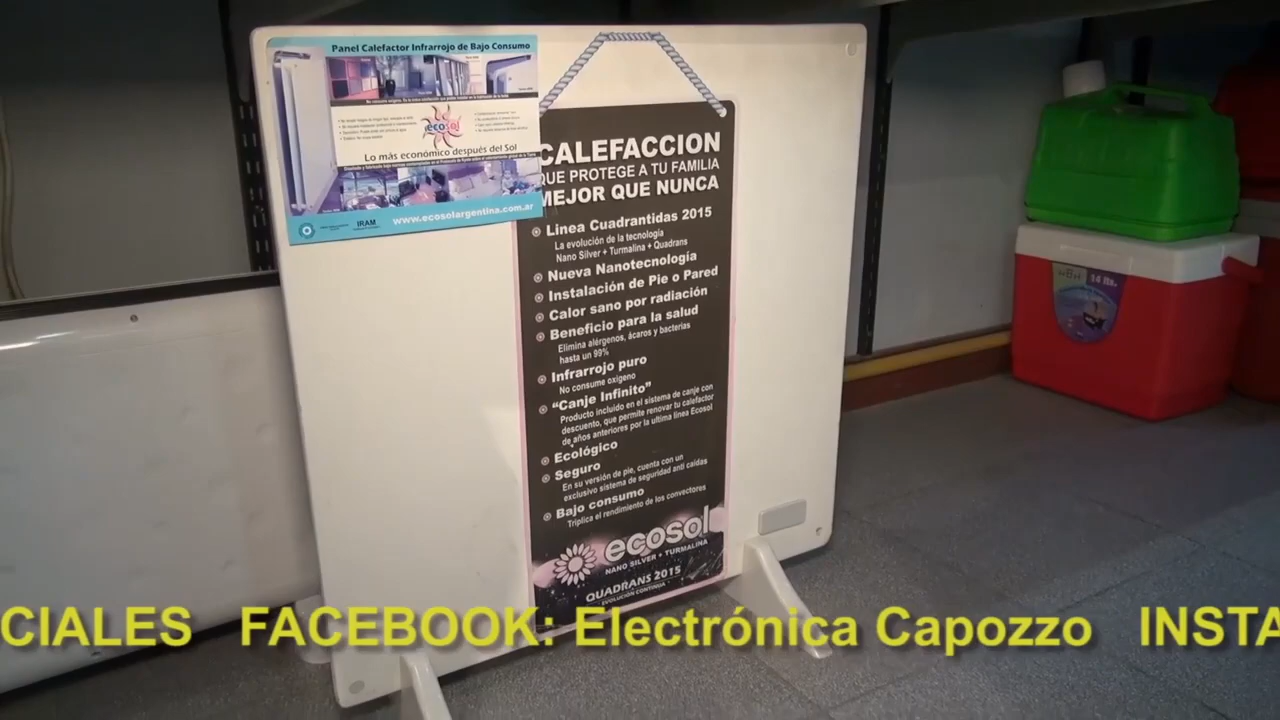 Panel Calefactor Infrarrojo de Bajo Consumo
ecosol
Lo más económico después del Sol
IRAM
www.ecosolargentina.com.ar
CALEFACCION
QUE PROTEGE A TU FAMILIA
MEJOR QUE NUNCA
Linea Cuadrantidas 2015
La evolución de la tecnología
Nano Silver + Turmalina + Quadrans
Nueva Nanotecnología
Instalación de Pie o Pared
Calor sano por radiación
Beneficio para la salud
Elimina alérgenos, ácaros y bacterias
hasta un 99%
Infrarrojo puro
No consume oxigeno
“Canje Infinito”
Producto incluido en el sistema de canje con
descuento, que permite renovar tu calefactor
de años anteriores por la ultima línea Ecosol
Ecológico
Seguro
En su versión de pie, cuenta con un
exclusivo sistema de seguridad anti caídas
Bajo consumo
Triplica el rendimiento de los convectores
ecosol
NANO SILVER + TURMALINA
QUADRANS 2015
EVOLUCIÓN CONTINUA
14 lts.
CIALES FACEBOOK: Electrónica Capozzo INSTA